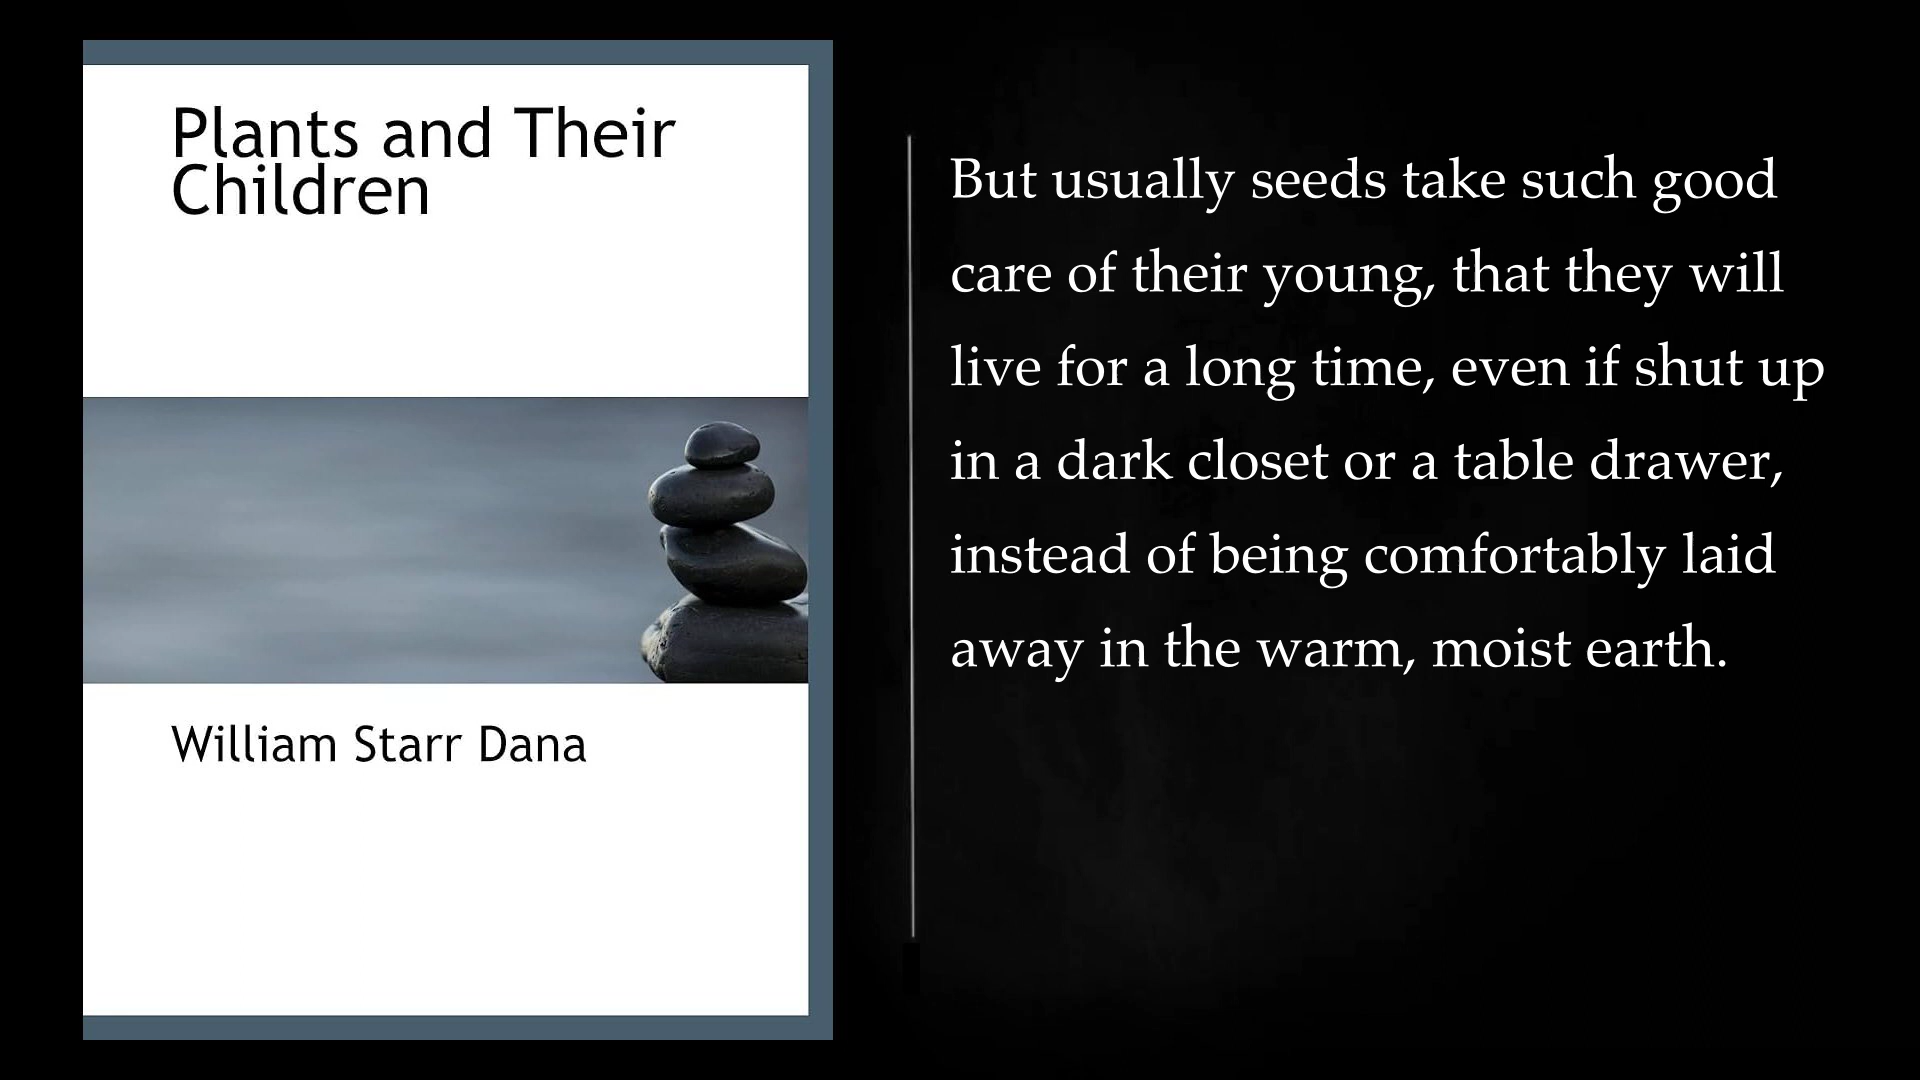 Plants and Their
Children
William Starr Dana
But usually seeds take such good
care of their young, that they will
live for a long time, even if shut up
in a dark closet or a table drawer,
instead of being comfortably laid
away in the warm, moist earth.